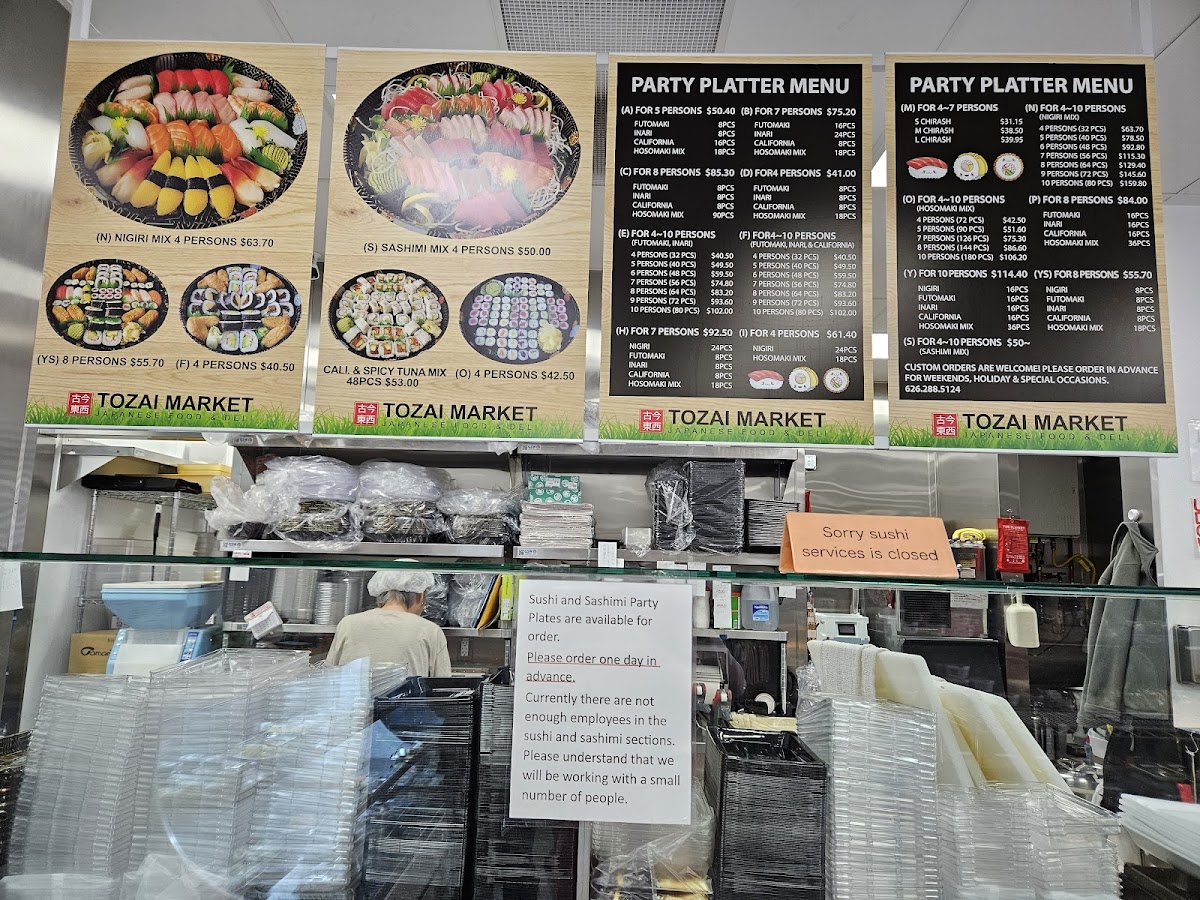 (N) NIGIRI MIX 4 PERSONS $63.70
(YS) 8 PERSONS $55.70
(F) 4 PERSONS $40.50
古今
東西
TOZAI MARKET
JAPANESE FOOD & DELI
(S) SASHIMI MIX 4 PERSONS $50.00
CALI. & SPICY TUNA MIX
48PCS $53.00
(O) 4 PERSONS $42.50
古今
東西
TOZAI MARKET
JAPANESE FOOD & DELI
PARTY PLATTER MENU
(A) FOR 5 PERSONS $50.40
FUTOMAKI 8PCS
INARI 8PCS
CALIFORNIA 16PCS
HOSOMAKI MIX 18PCS
(B) FOR 7 PERSONS $75.20
FUTOMAKI 16PCS
INARI 24PCS
CALIFORNIA 8PCS
HOSOMAKI MIX 18PCS
(C) FOR 8 PERSONS $85.30
FUTOMAKI 8PCS
INARI 8PCS
CALIFORNIA 8PCS
HOSOMAKI MIX 90PCS
(D) FOR4 PERSONS $41.00
FUTOMAKI 8PCS
INARI 8PCS
CALIFORNIA 8PCS
HOSOMAKI MIX 18PCS
(E) FOR 4~10 PERSONS
(FUTOMAKI, INARI)
4 PERSONS (32 PCS) $40.50
5 PERSONS (40 PCS) $49.50
6 PERSONS (48 PCS) $59.50
7 PERSONS (56 PCS) $74.80
8 PERSONS (64 PCS) $83.20
9 PERSONS (72 PCS) $93.60
10 PERSONS (80 PCS) $102.00
(F) FOR4~10 PERSONS
(FUTOMAKI, INARI, & CALIFORNIA)
4 PERSONS (32 PCS) $40.50
5 PERSONS (40 PCS) $49.50
6 PERSONS (48 PCS) $59.50
7 PERSONS (56 PCS) $74.80
8 PERSONS (64 PCS) $83.20
9 PERSONS (72 PCS) $93.60
10 PERSONS (80 PCS) $102.00
(H) FOR 7 PERSONS $92.50
NIGIRI 24PCS
FUTOMAKI 8PCS
INARI 8PCS
CALIFORNIA 8PCS
HOSOMAKI MIX 18PCS
(I) FOR 4 PERSONS $61.40
NIGIRI 24PCS
HOSOMAKI MIX 18PCS
古今
東西
TOZAI MARKET
JAPANESE FOOD & DELI
PARTY PLATTER MENU
(M) FOR 4~7 PERSONS
S CHIRASH $31.15
M CHIRASH $38.50
L CHIRASH $39.95
(N) FOR 4~10 PERSONS
(NIGIRI MIX)
4 PERSONS (32 PCS) $63.70
5 PERSONS (40 PCS) $78.50
6 PERSONS (48 PCS) $92.80
7 PERSONS (56 PCS) $115.30
8 PERSONS (64 PCS) $129.40
9 PERSONS (72 PCS) $145.60
10 PERSONS (80 PCS) $159.80
(O) FOR 4~10 PERSONS
(HOSOMAKI MIX)
4 PERSONS (72 PCS) $42.50
5 PERSONS (90 PCS) $51.60
7 PERSONS (126 PCS) $75.30
8 PERSONS (144 PCS) $86.60
10 PERSONS (180 PCS) $106.20
(P) FOR 8 PERSONS $84.00
FUTOMAKI 16PCS
INARI 16PCS
CALIFORNIA 16PCS
HOSOMAKI MIX 36PCS
(Y) FOR 10 PERSONS $114.40
NIGIRI 16PCS
FUTOMAKI 16PCS
INARI 16PCS
CALIFORNIA 16PCS
HOSOMAKI MIX 36PCS
(YS) FOR 8 PERSONS $55.70
NIGIRI 8PCS
FUTOMAKI 8PCS
INARI 8PCS
CALIFORNIA 8PCS
HOSOMAKI MIX 18PCS
(S) FOR 4~10 PERSONS $50~
(SASHIMI MIX)
CUSTOM ORDERS ARE WELCOME! PLEASE ORDER IN ADVANCE
FOR WEEKENDS, HOLIDAY & SPECIAL OCCASIONS.
626.288.5124
古今
東西
TOZAI MARKET
JAPANESE FOOD & DELI
Sorry sushi
services is closed
Sushi and Sashimi Party
Plates are available for
order.
Please order one day in
advance.
Currently there are not
enough employees in the
sushi and sashimi sections.
Please understand that we
will be working with a small
number of people.